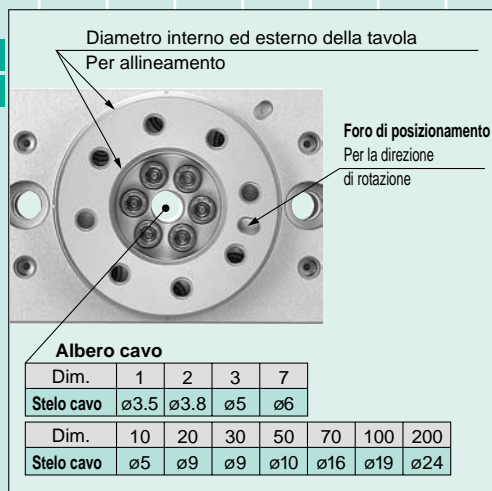 Diametro interno ed esterno della tavola
Per allineamento
Foro di posizionamento
Per la direzione
di rotazione
Albero cavo
Dim. 1 2 3 7
Stelo cavo ø3.5 ø3.8 ø5 ø6
Dim. 10 20 30 50 70 100 200
Stelo cavo ø5 ø9 ø9 ø10 ø16 ø19 ø24